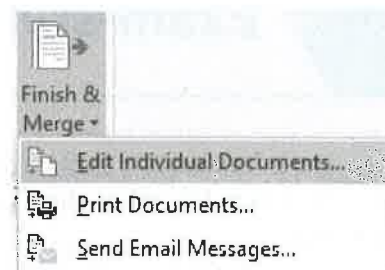 Finish &
Merge
Edit Individual Documents...
Print Documents...
Send Email Messages...